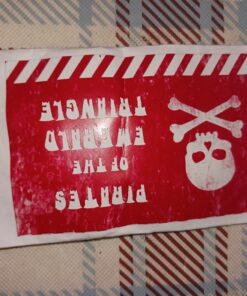 PIRATES
OF THE
EMERALD
TRIANGLE